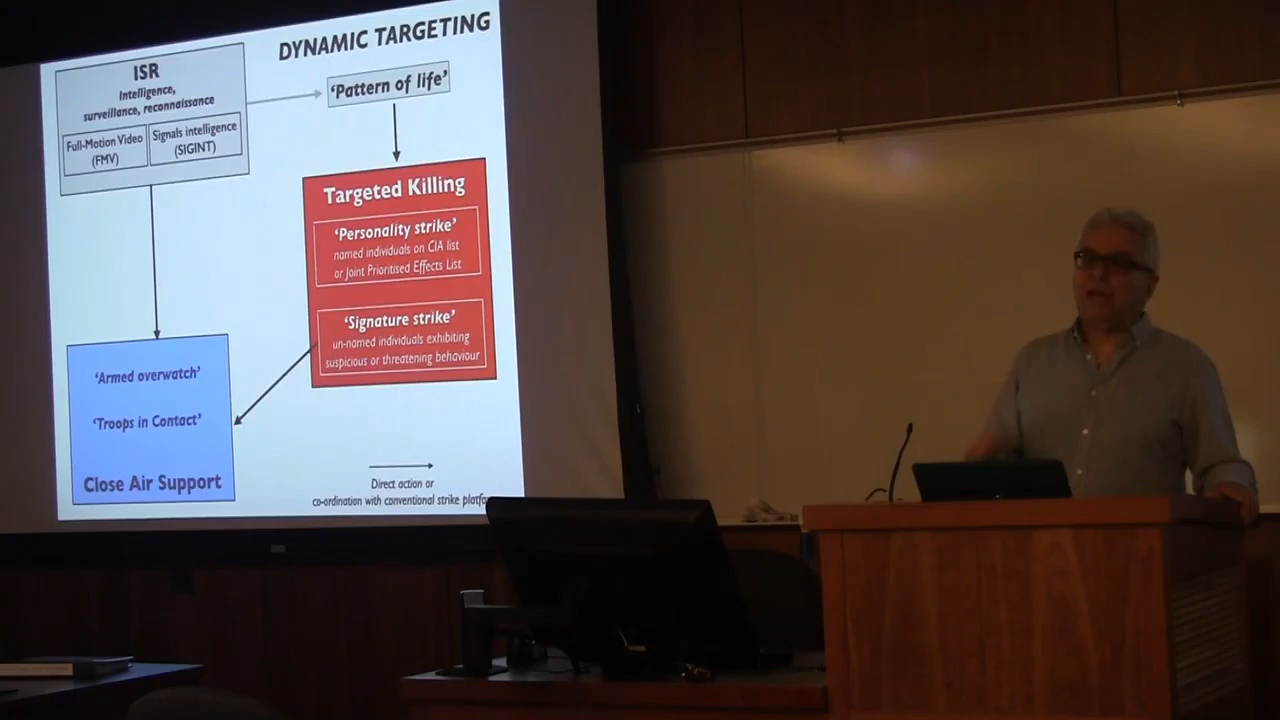 DYNAMIC TARGETING
ISR
Intelligence,
surveillance, reconnaissance
Full-Motion Video
(FMV)
Signals intelligence
(SIGINT)
‘Pattern of life’
Targeted Killing
‘Personality strike’
named individuals on CIA list
or Joint Prioritised Effects List
‘Signature strike’
un-named individuals exhibiting
suspicious or threatening behaviour
‘Armed overwatch’
‘Troops in Contact’
Close Air Support
Direct action or
co-ordination with conventional strike platfo